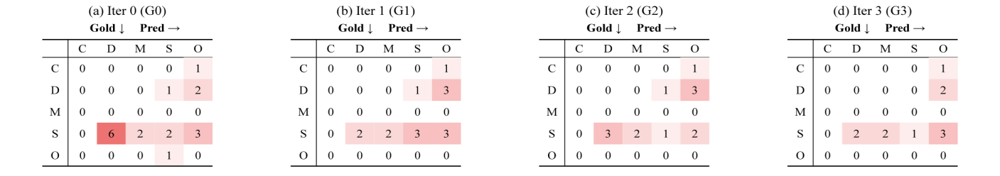 (a) Iter 0 (G0)
Gold ↓ Pred →
C D M S O
C 0 0 0 0 1
D 0 0 0 1 2
M 0 0 0 0 0
S 0 6 2 2 3
O 0 0 0 1 0
(b) Iter 1 (G1)
Gold ↓ Pred →
C D M S O
C 0 0 0 0 1
D 0 0 0 1 3
M 0 0 0 0 0
S 0 2 2 3 3
O 0 0 0 0 0
(c) Iter 2 (G2)
Gold ↓ Pred →
C D M S O
C 0 0 0 0 1
D 0 0 0 1 3
M 0 0 0 0 0
S 0 3 2 1 2
O 0 0 0 0 0
(d) Iter 3 (G3)
Gold ↓ Pred →
C D M S O
C 0 0 0 0 1
D 0 0 0 0 2
M 0 0 0 0 0
S 0 2 2 1 3
O 0 0 0 0 0